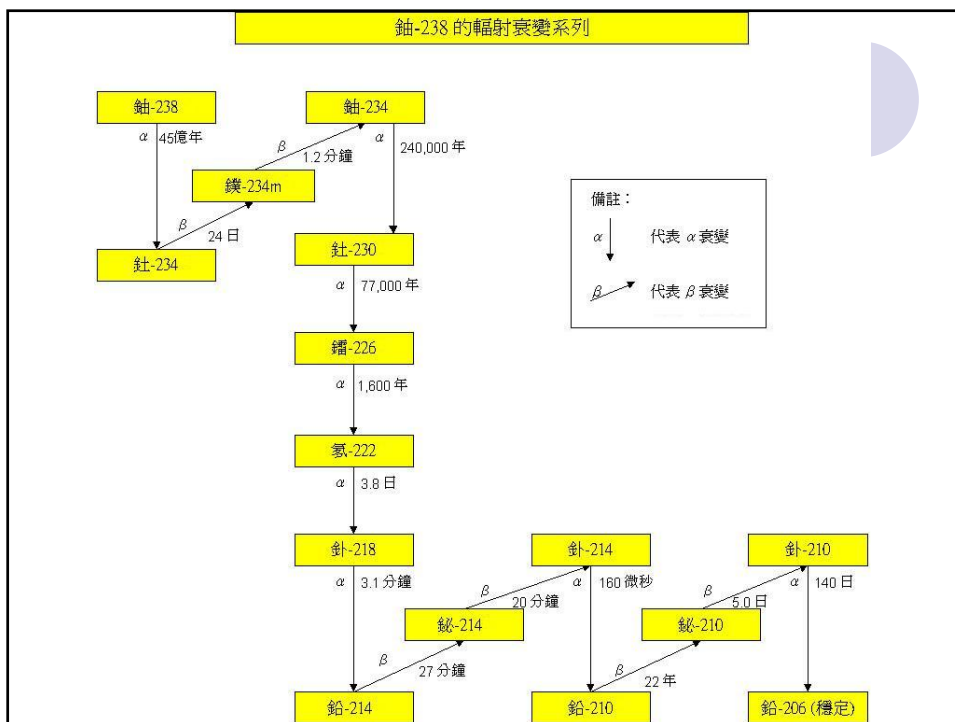 鈾-238 的輻射衰變系列
鈾-238
鈾-234
α 45億年
β 1.2 分鐘
α 240,000 年
鏷-234m
β 24 日
釷-234
釷-230
備註：
α 代表 α 衰變
β 代表 β 衰變
α 77,000 年
鐳-226
α 1,600 年
氡-222
α 3.8 日
釙-218
釙-214
釙-210
α 3.1 分鐘
β 20 分鐘
α 160 微秒
β 5.0 日
α 140 日
鉍-214
鉍-210
β 27 分鐘
β 22 年
鉛-214
鉛-210
鉛-206 (穩定)